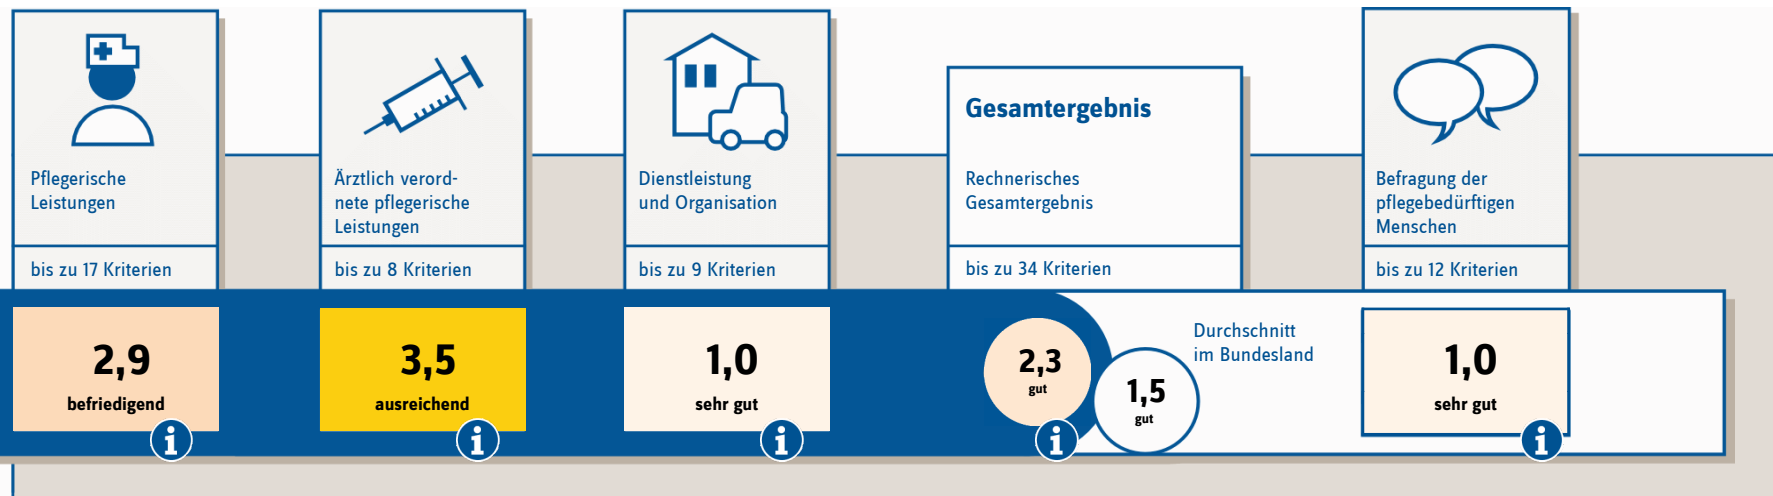 Pflegerische
Leistungen
bis zu 17 Kriterien
2,9
befriedigend
i
Ärztlich verord-
nete pflegerische
Leistungen
bis zu 8 Kriterien
3,5
ausreichend
i
Dienstleistung
und Organisation
bis zu 9 Kriterien
1,0
sehr gut
i
Gesamtergebnis
Rechnerisches
Gesamtergebnis
bis zu 34 Kriterien
2,3
gut
i
Durchschnitt
im Bundesland
1,5
gut
Befragung der
pflegebedürftigen
Menschen
bis zu 12 Kriterien
1,0
sehr gut
i